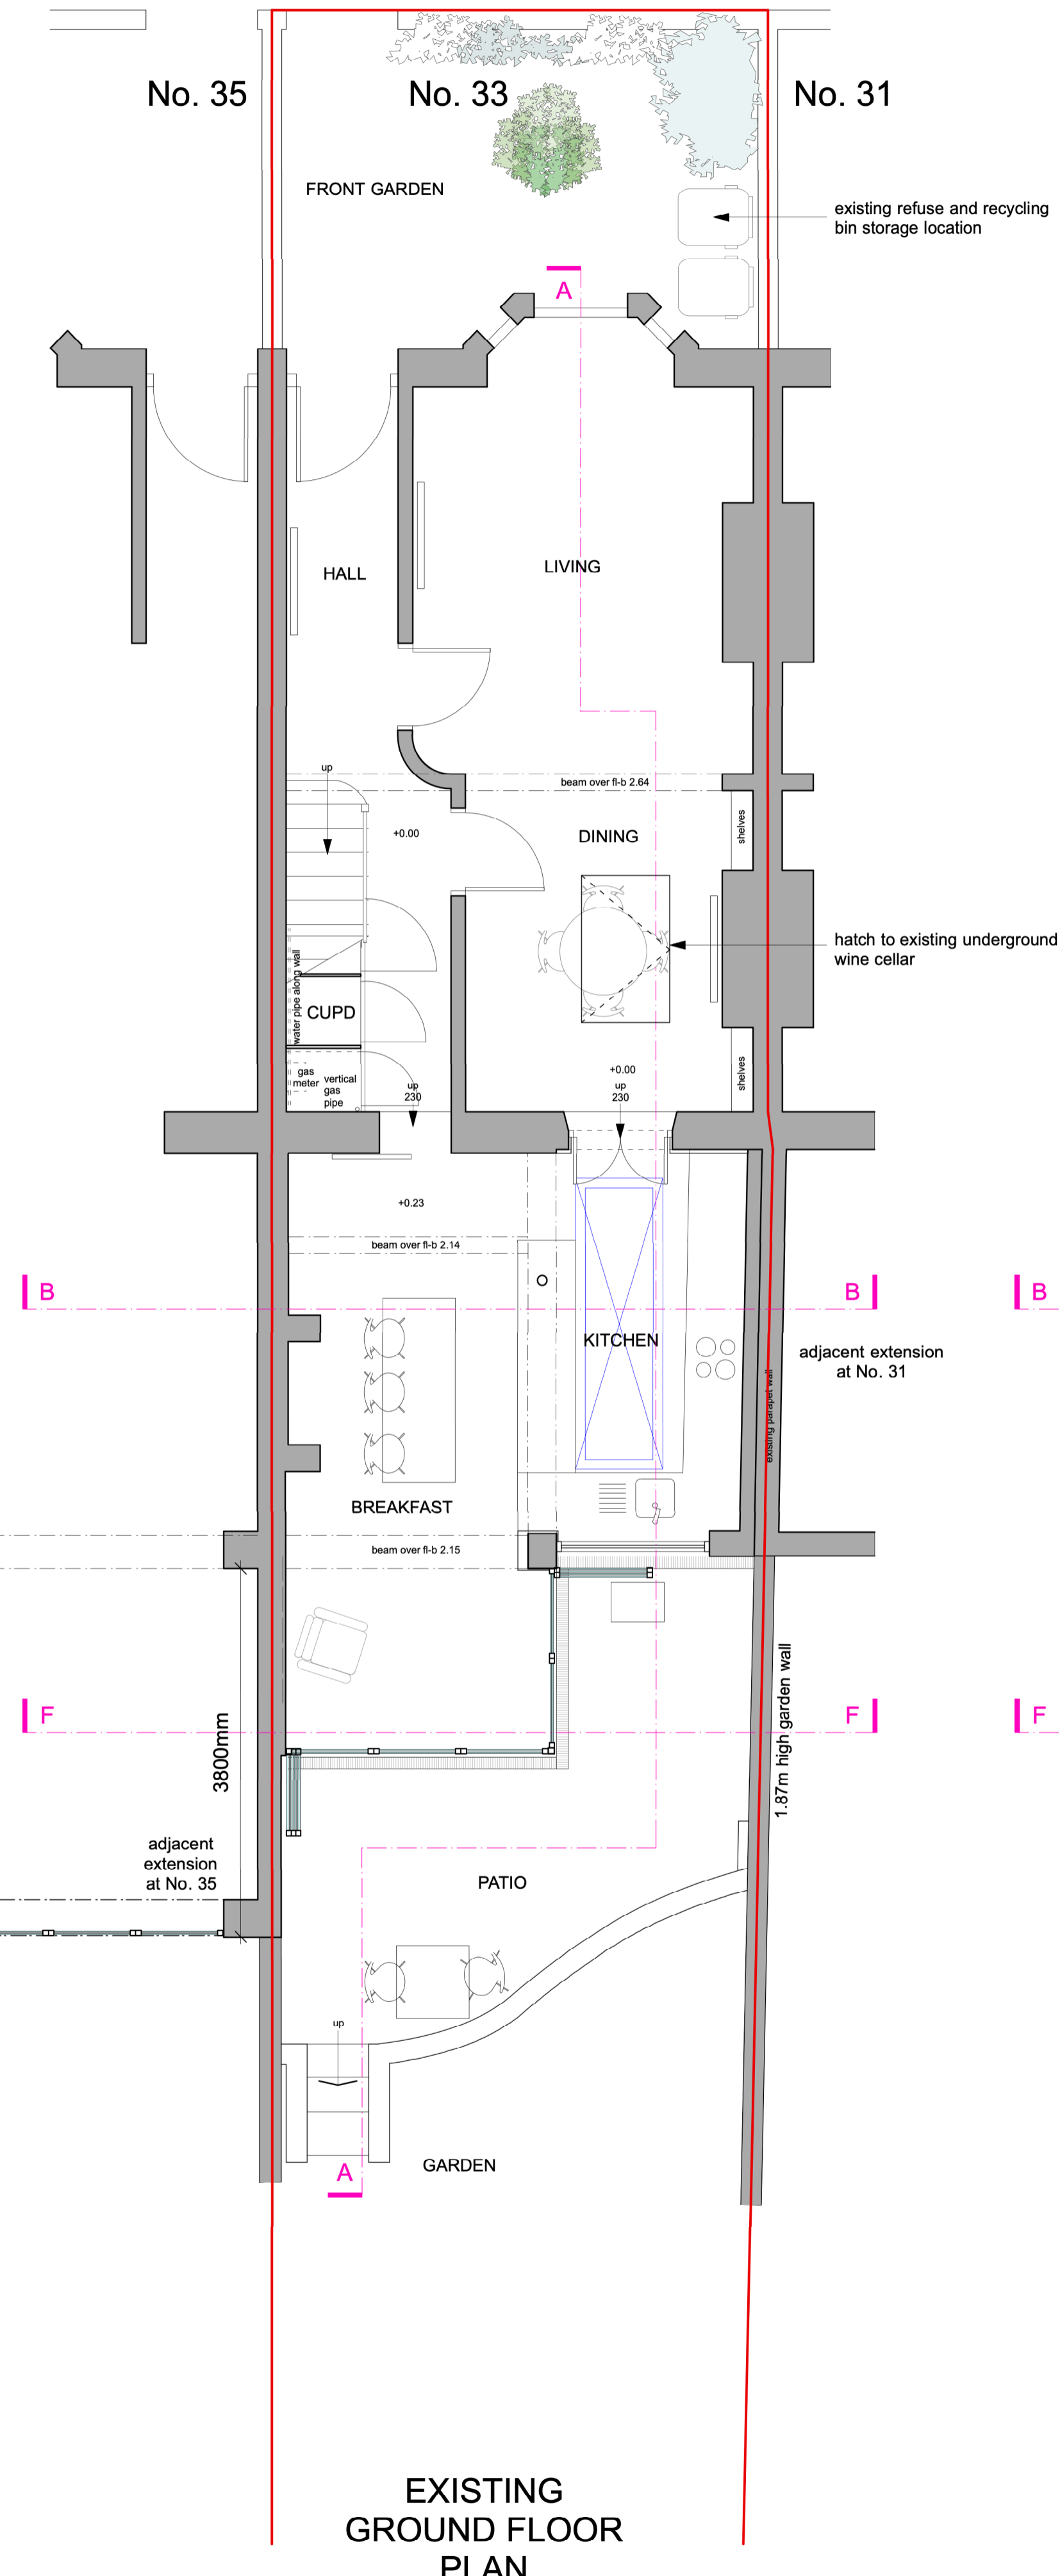 No. 35
No. 33
No. 31
FRONT GARDEN
existing refuse and recycling
bin storage location
A
HALL
LIVING
up
beam over fl-b 2.64
+0.00
DINING
shelves
hatch to existing underground
wine cellar
water pipe along wall
CUPD
gas
meter
vertical
gas
pipe
up
230
+0.00
up
230
shelves
+0.23
beam over fl-b 2.14
B
B
B
KITCHEN
adjacent extension
at No. 31
existing parapet wall
BREAKFAST
beam over fl-b 2.15
1.87m high garden wall
F
F
F
3800mm
adjacent
extension
at No. 35
PATIO
up
GARDEN
A
EXISTING
GROUND FLOOR
PLAN